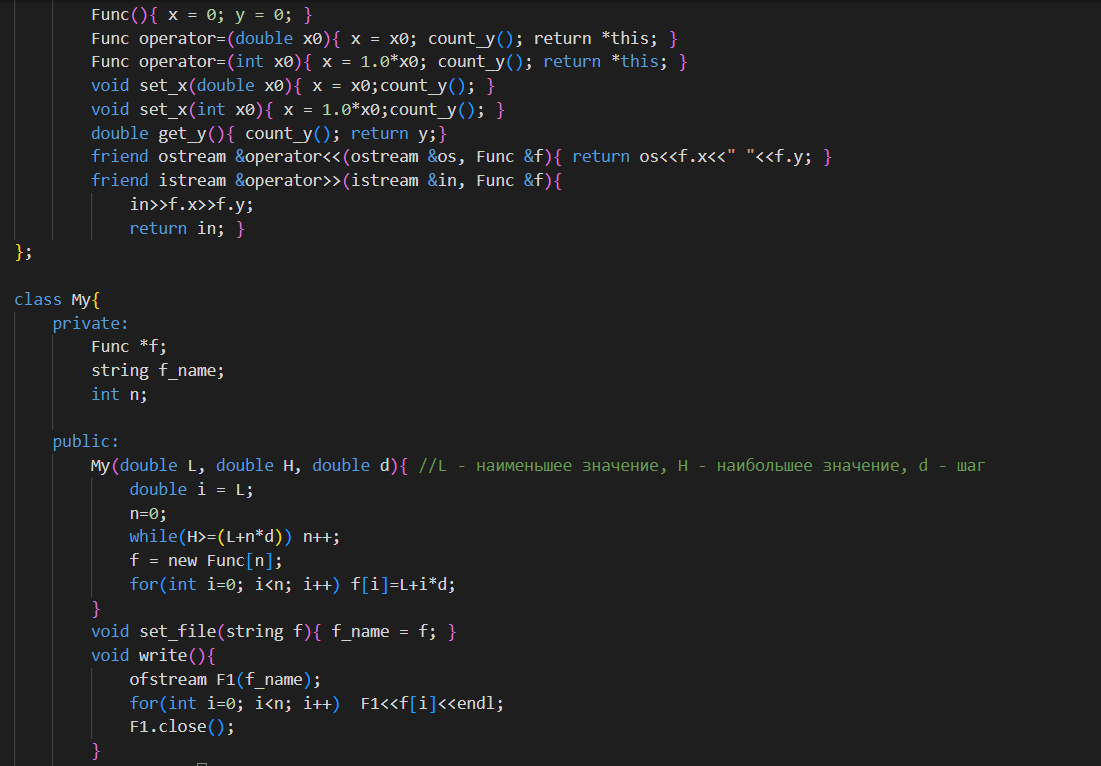 Func(){ x = 0; y = 0; }
Func operator=(double x0){ x = x0; count_y(); return *this; }
Func operator=(int x0){ x = 1.0*x0; count_y(); return *this; }
void set_x(double x0){ x = x0;count_y(); }
void set_x(int x0){ x = 1.0*x0;count_y(); }
double get_y(){ count_y(); return y;}
friend ostream &operator<<(ostream &os, Func &f){ return os<<f.x<<" "<<f.y; }
friend istream &operator>>(istream &in, Func &f){
in>>f.x>>f.y;
return in; }
};
class My{
private:
Func *f;
string f_name;
int n;
public:
My(double L, double H, double d){ //L - наименьшее значение, H - наибольшее значение, d - шаг
double i = L;
n=0;
while(H>=(L+n*d)) n++;
f = new Func[n];
for(int i=0; i<n; i++) f[i]=L+i*d;
}
void set_file(string f){ f_name = f; }
void write(){
ofstream F1(f_name);
for(int i=0; i<n; i++)  F1<<f[i]<<endl;
F1.close();
}